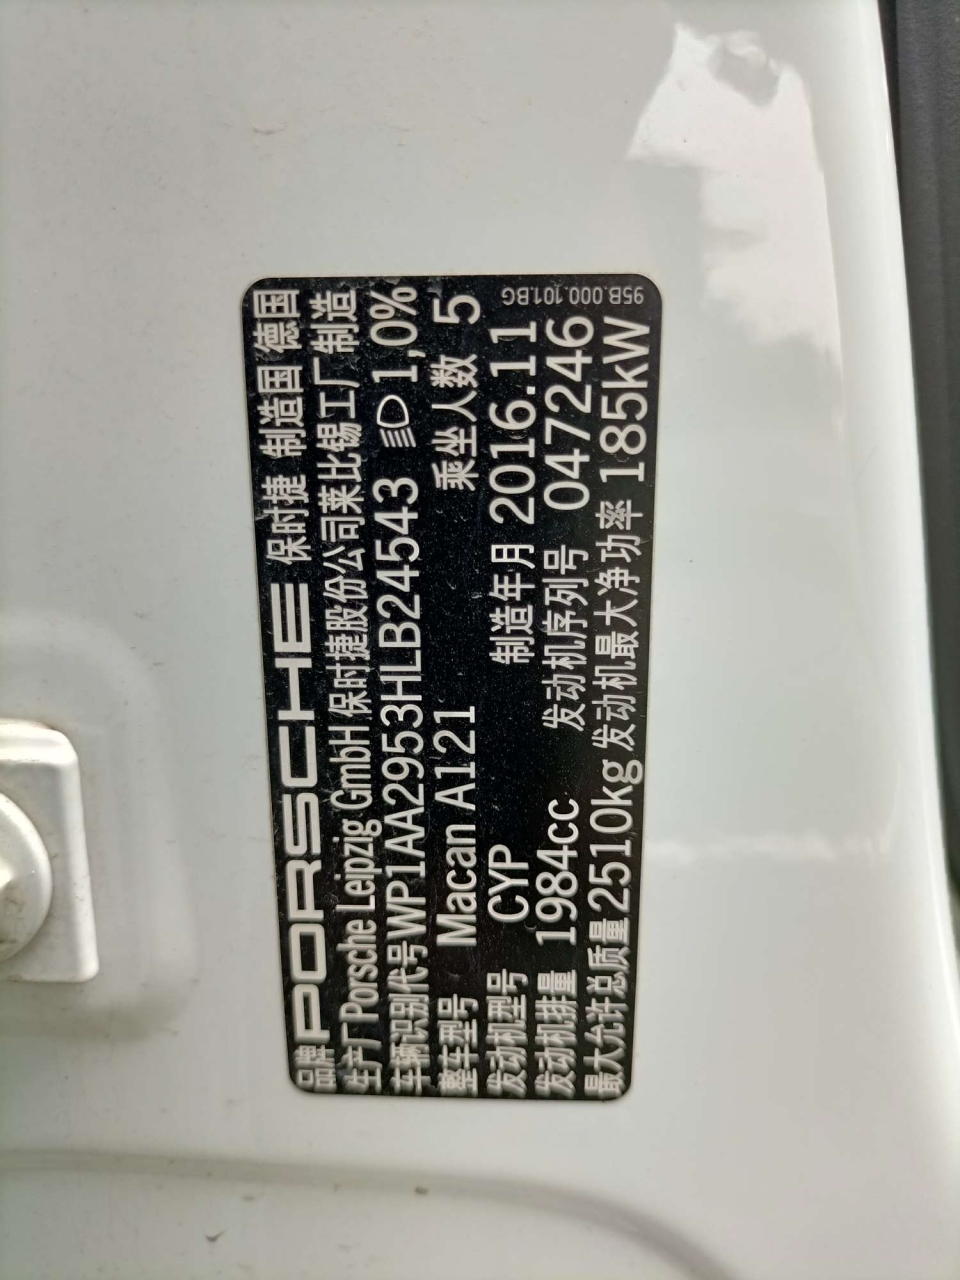 品牌 PORSCHE 保时捷 制造国 德国
生产厂 Porsche Leipzig GmbH 保时捷股份公司莱比锡工厂制造
车辆识别代号 WP1AA2953HLB24543 1,0%
整车型号 Macan A121 乘坐人数 5
发动机型号 CYP 制造年月 2016.11
发动机排量 1984cc 发动机序列号 047246
最大允许总质量 2510kg 发动机最大净功率 185kW
95B.000.101.BG